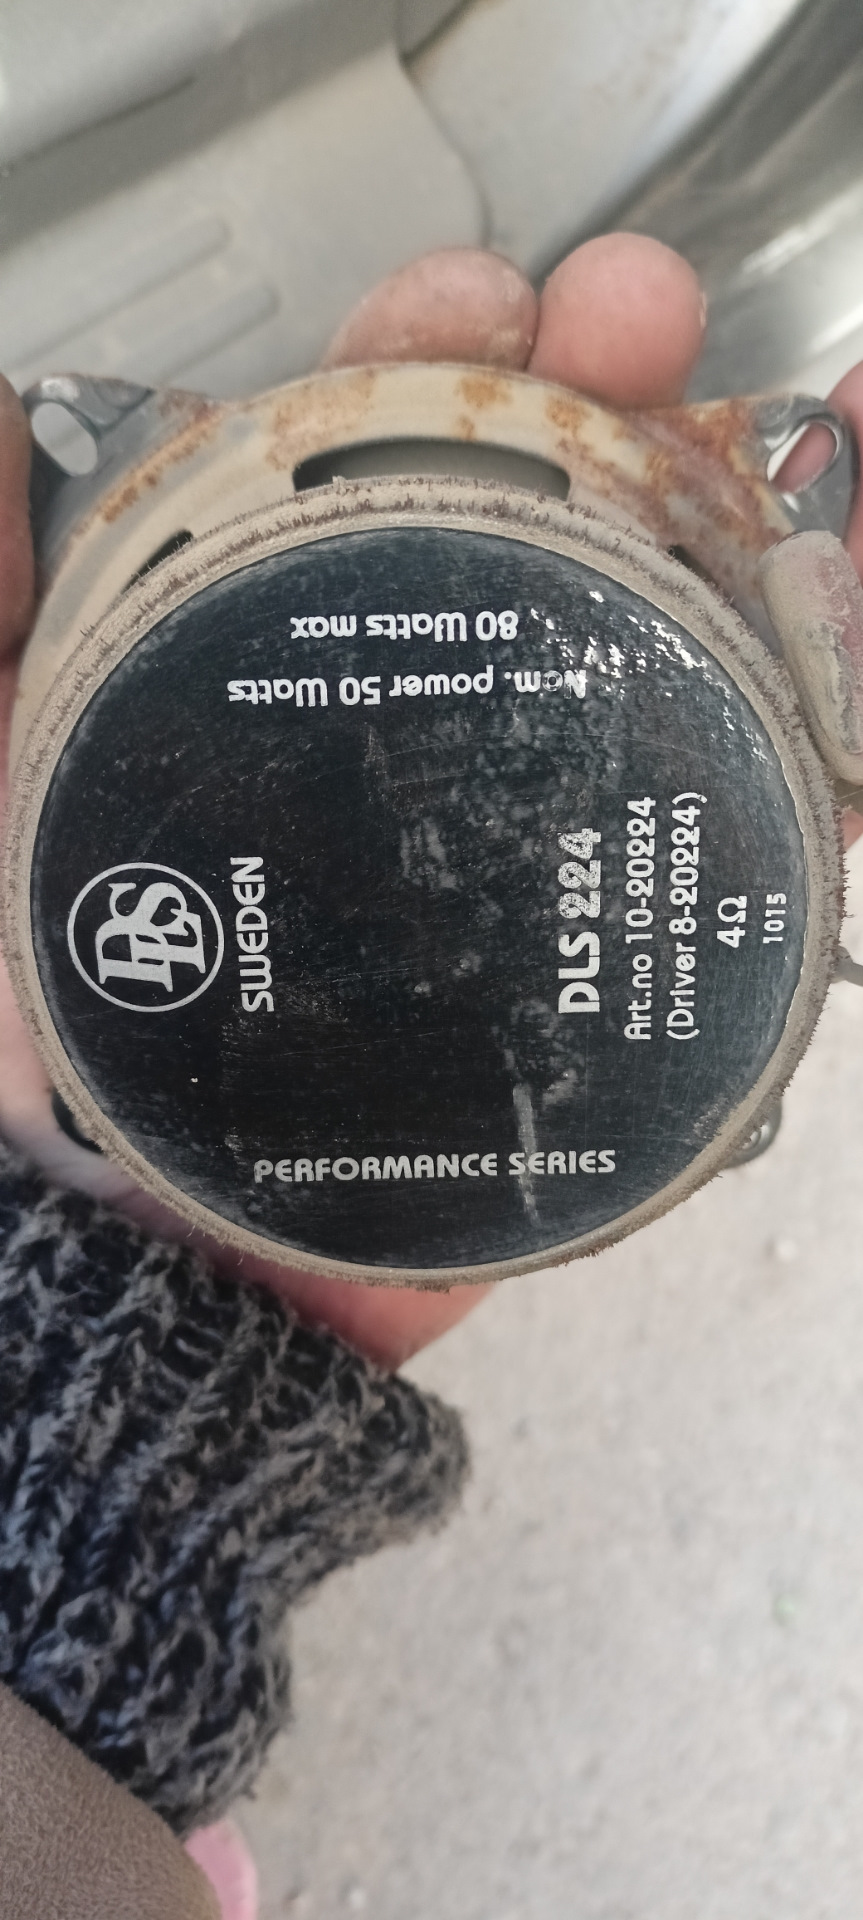 80 Watts max
Nom. power 50 Watts
DLS
SWEDEN
DLS 224
Art.no 10-20224
(Driver 8-20224)
4Ω
1015
PERFORMANCE SERIES